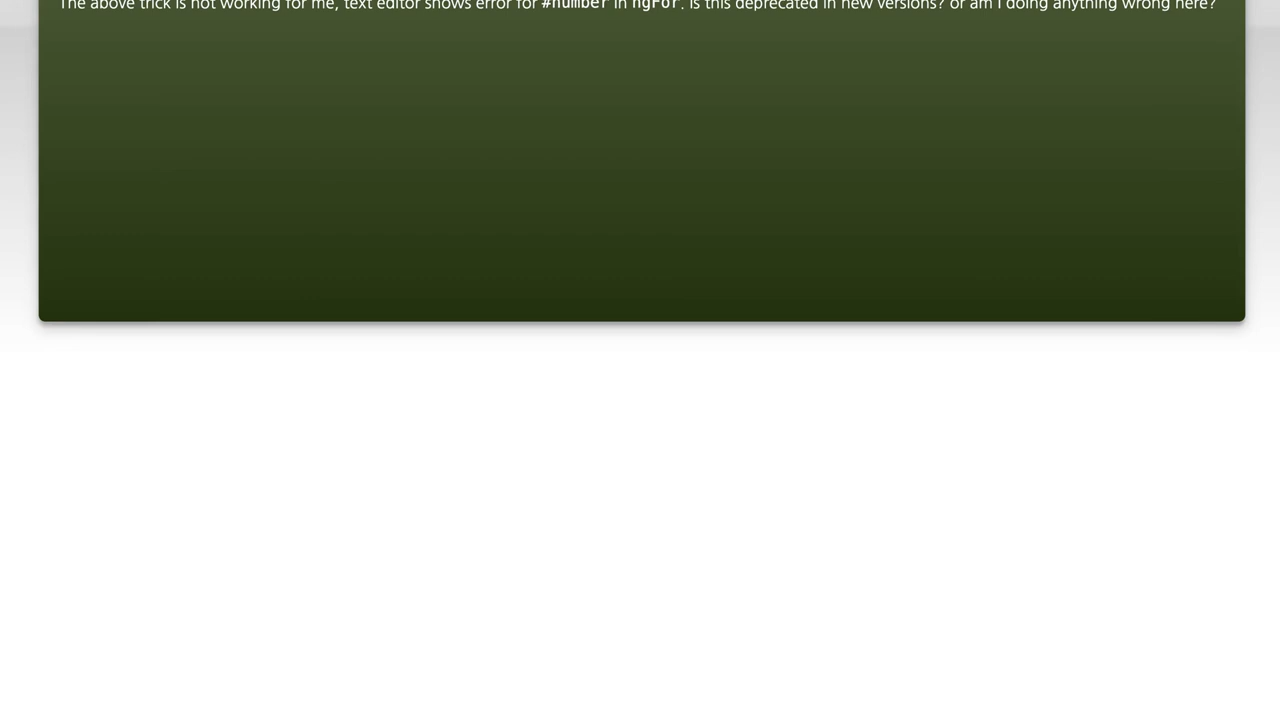 The above trick is not working for me, text editor shows error for #number in ngFor. Is this deprecated in new versions? or am I doing anything wrong here?